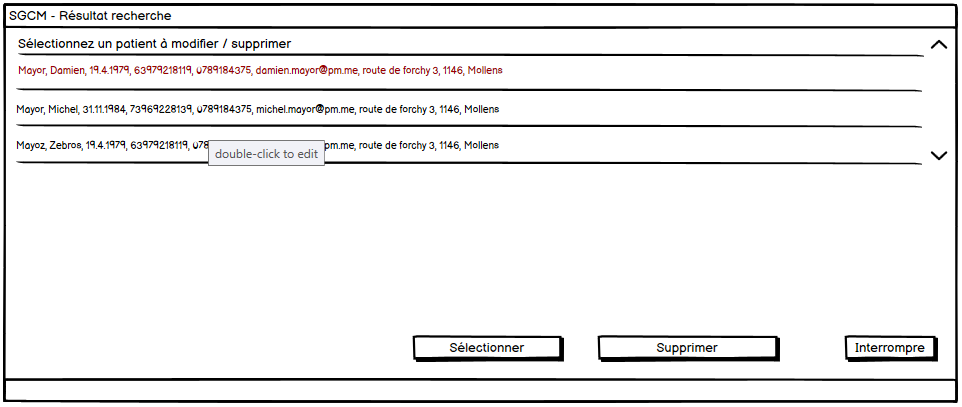 SGCM - Résultat recherche
Sélectionnez un patient à modifier / supprimer
Mayor, Damien, 19.4.1979, 63979218119, 0789184375, damien.mayor@pm.me, route de forchy 3, 1146, Mollens
Mayor, Michel, 31.11.1984, 73969228139, 0789184375, michel.mayor@pm.me, route de forchy 3, 1146, Mollens
Mayoz, Zebros, 19.4.1979, 63979218119, 078 pm.me, route de forchy 3, 1146, Mollens
double-click to edit
Sélectionner Supprimer Interrompre